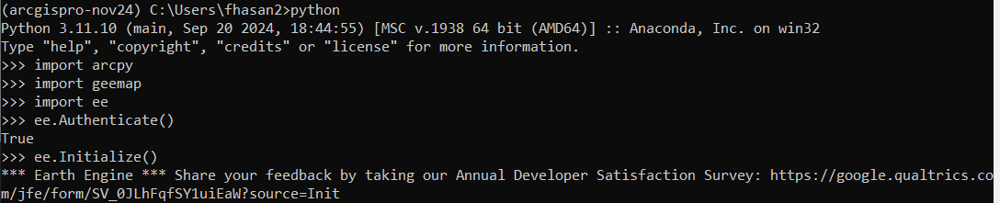 (arcgispro-nov24) C:\Users\fhasan2>python
Python 3.11.10 (main, Sep 20 2024, 18:44:55) [MSC v.1938 64 bit (AMD64)] :: Anaconda, Inc. on win32
Type "help", "copyright", "credits" or "license" for more information.
>>> import arcpy
>>> import geemap
>>> import ee
>>> ee.Authenticate()
True
>>> ee.Initialize()
*** Earth Engine *** Share your feedback by taking our Annual Developer Satisfaction Survey: https://google.qualtrics.co
m/jfe/form/SV_0JLhFqfSY1uiEaW?source=Init